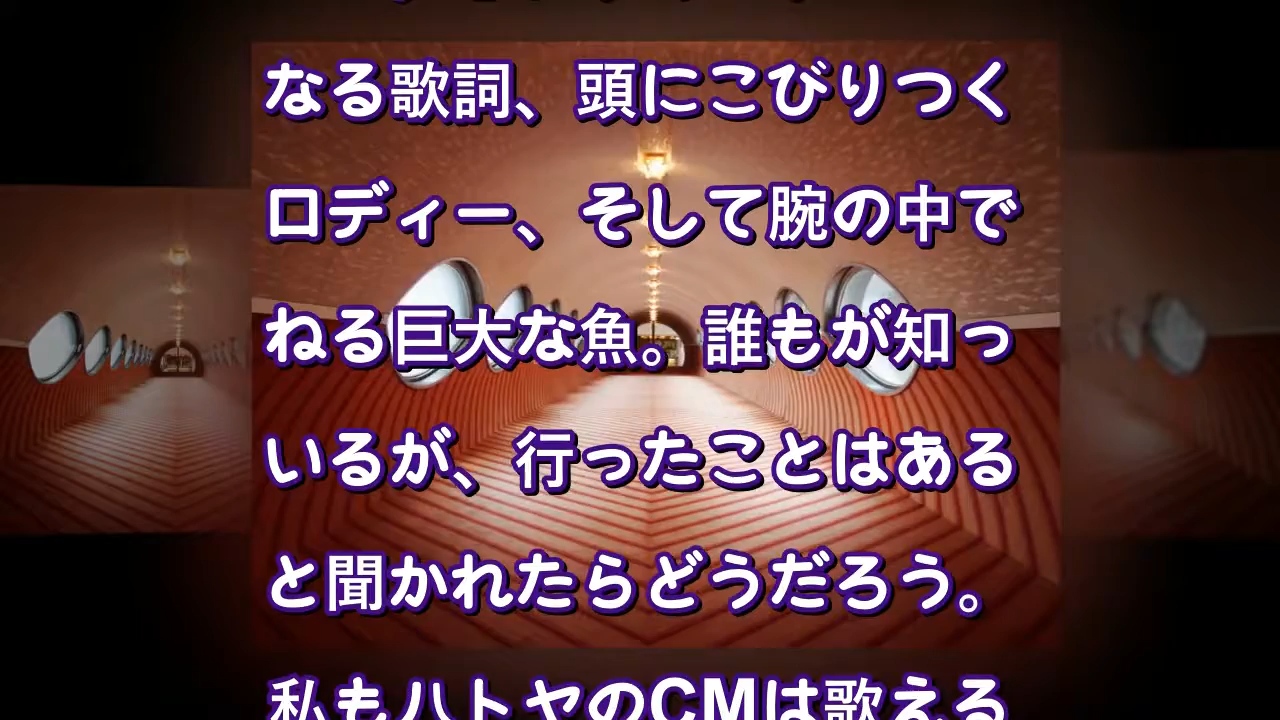 なる歌詞、頭にこびりつく
ロディー、そして腕の中で
ねる巨大な魚。誰もが知っ
いるが、行ったことはある
と聞かれたらどうだろう。
私もハトヤのCMは歌える